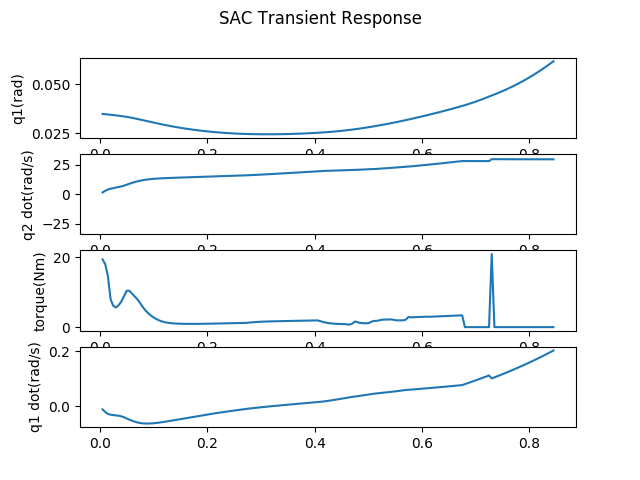 SAC Transient Response
q1(rad)
0.050
0.025
0.0 0.2 0.4 0.6 0.8
q2 dot(rad/s)
25
0
−25
0.0 0.2 0.4 0.6 0.8
torque(Nm)
20
0
0.0 0.2 0.4 0.6 0.8
q1 dot(rad/s)
0.2
0.0
0.0 0.2 0.4 0.6 0.8